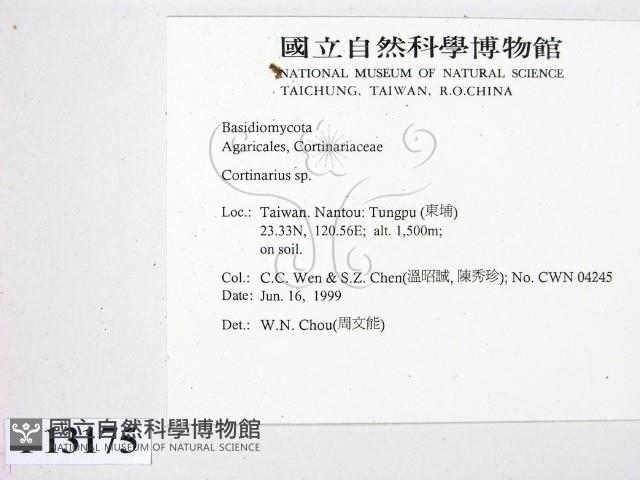 國立自然科學博物館
NATIONAL MUSEUM OF NATURAL SCIENCE
TAICHUNG, TAIWAN, R.O.CHINA
Basidiomycota
Agaricales, Cortinariaceae
Cortinarius sp.
Loc.: Taiwan. Nantou: Tungpu (東埔)
23.33N, 120.56E; alt. 1,500m;
on soil.
Col.: C.C. Wen & S.Z. Chen(溫昭誠, 陳秀珍); No. CWN 04245
Date: Jun. 16, 1999
Det.: W.N. Chou(周文能)
國立自然科學博物館
NATIONAL MUSEUM OF NATURAL SCIENCE
13175